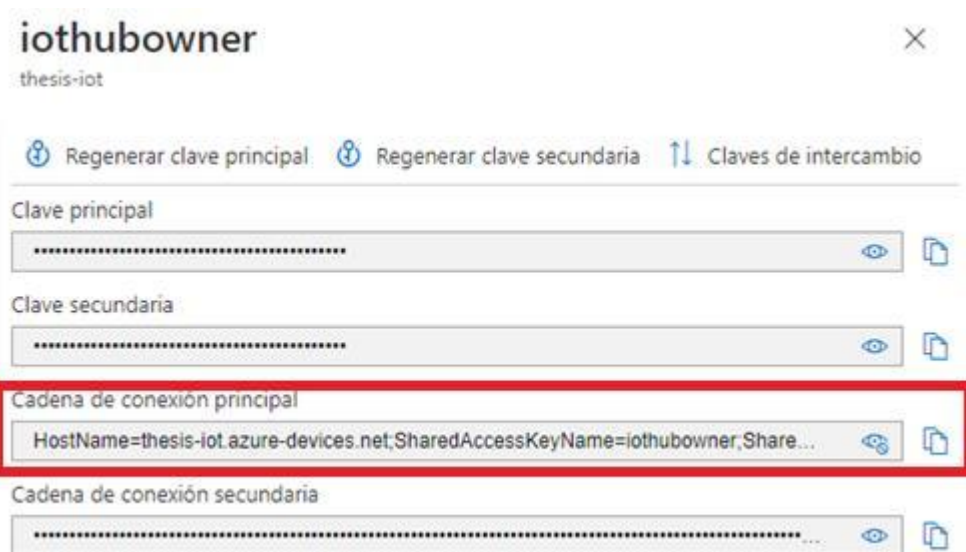 iothubowner
thesis-iot
Regenerar clave principal Regenerar clave secundaria Claves de intercambio
Clave principal
Clave secundaria
Cadena de conexión principal
HostName=thesis-iot.azure-devices.net;SharedAccessKeyName=iothubowner;Share...
Cadena de conexión secundaria